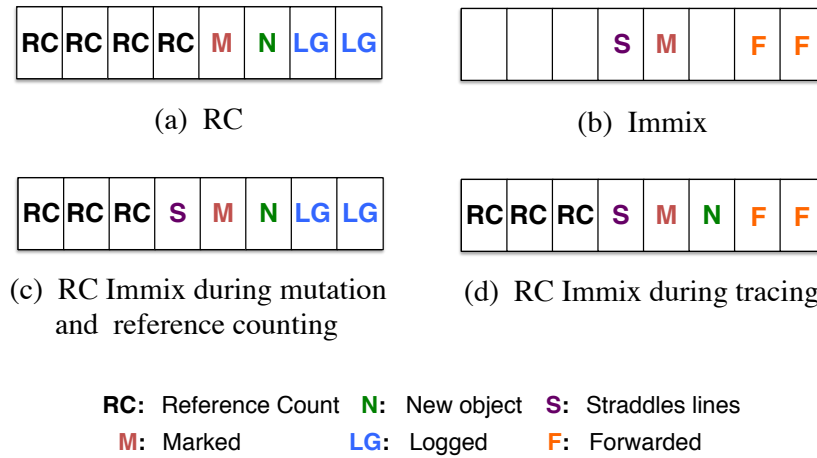 RC RC RC RC M N LG LG
S M F F
(a) RC
(b) Immix
RC RC RC S M N LG LG
RC RC RC S M N F F
(c) RC Immix during mutation
and reference counting
(d) RC Immix during tracing
RC: Reference Count N: New object S: Straddles lines
M: Marked LG: Logged F: Forwarded